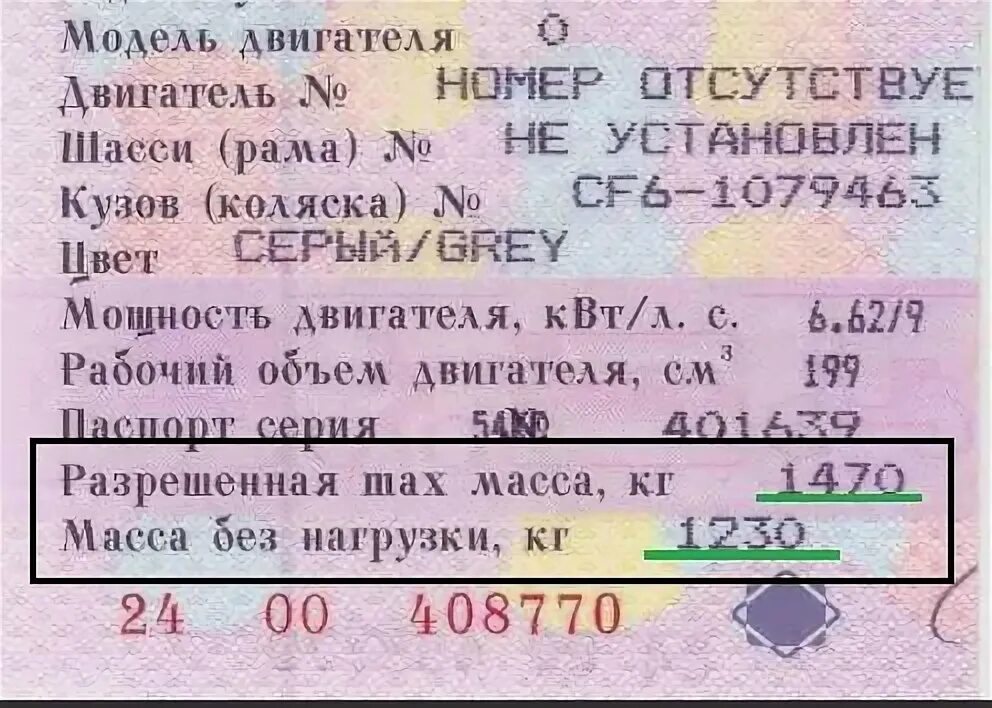 Модель двигателя 0
Двигатель № НОМЕР ОТСУТСТВУЕ
Шасси (рама) № НЕ УСТАНОВЛЕН
Кузов (коляска) № CF6-1079463
Цвет СЕРЫЙ/GREY
Мощность двигателя, кВт/л. с. 6.62/9
Рабочий объем двигателя, см³ 199
Паспорт серия № 401639
Разрешенная max масса, кг 1470
Масса без нагрузки, кг 1230
24 00 408770